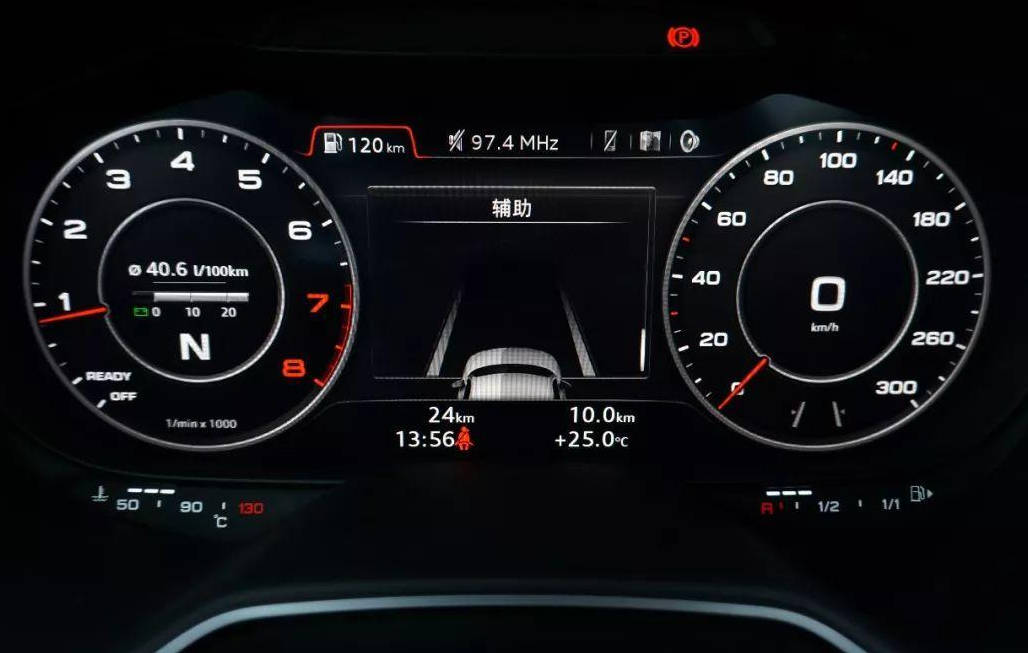 P
120 km
97.4 MHz
1
2
3
4
5
6
7
8
READY
OFF
1/min x 1000
ø 40.6 l/100km
0 10 20
N
辅助
24km
10.0km
13:56
+25.0°C
0
20
40
60
80
100
140
180
220
260
300
0
km/h
50 90 130
°C
R 1/2 1/1